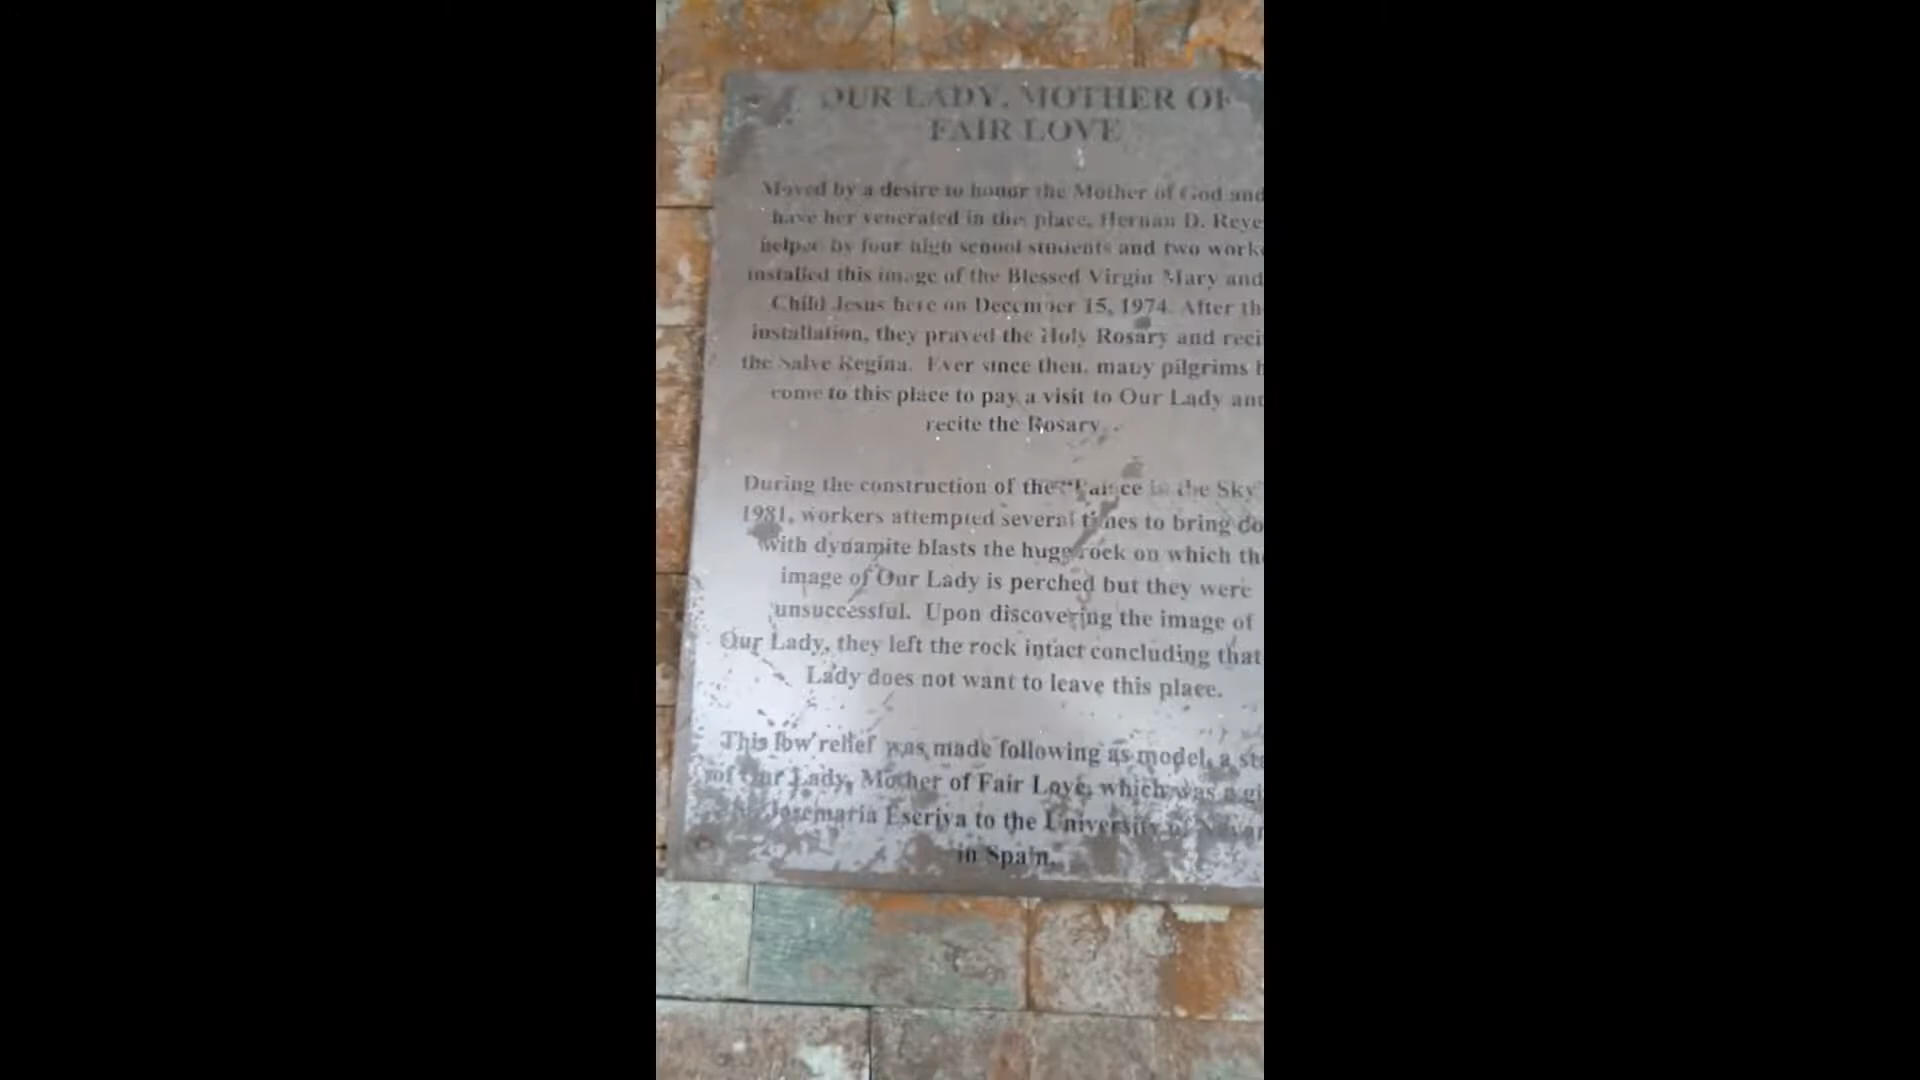 OUR LADY, MOTHER OF
FAIR LOVE
Moved by a desire to honor the Mother of God and
have her venerated in this place, Hernan D. Reye
helped by four high school students and two work
installed this image of the Blessed Virgin Mary and
Child Jesus here on December 15, 1974. After th
installation, they prayed the Holy Rosary and reci
the Salve Regina. Ever since then, many pilgrims h
come to this place to pay a visit to Our Lady and
recite the Rosary.
During the construction of the "Palace in the Sky"
1981, workers attempted several times to bring do
with dynamite blasts the huge rock on which the
image of Our Lady is perched but they were
unsuccessful. Upon discovering the image of
Our Lady, they left the rock intact concluding that
Lady does not want to leave this place.
This low relief was made following as model, a sta
of Our Lady, Mother of Fair Love, which was a gi
Josemaria Escriva to the University of Navar
in Spain.